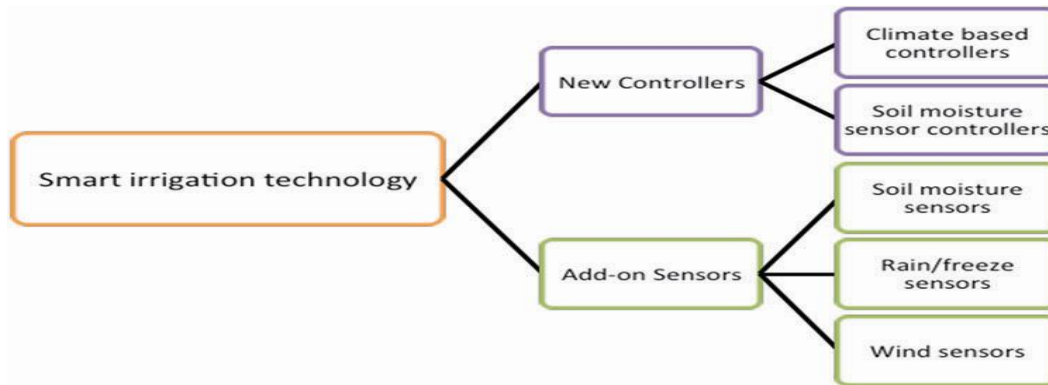 Smart irrigation technology
New Controllers
Climate based
controllers
Soil moisture
sensor controllers
Add-on Sensors
Soil moisture
sensors
Rain/freeze
sensors
Wind sensors